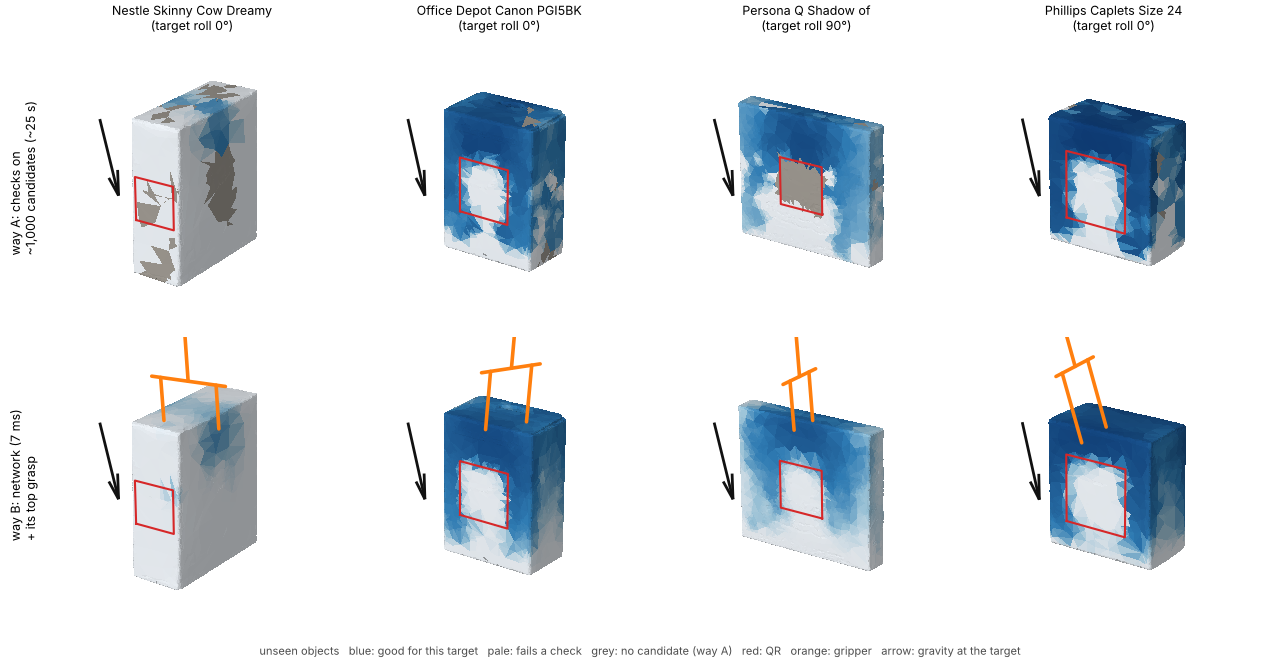 Nestle Skinny Cow Dreamy
(target roll 0°)
Office Depot Canon PGI5BK
(target roll 0°)
Persona Q Shadow of
(target roll 90°)
Phillips Caplets Size 24
(target roll 0°)
way A: checks on
~1,000 candidates (~25 s)
way B: network (7 ms)
+ its top grasp
unseen objects   blue: good for this target   pale: fails a check   grey: no candidate (way A)   red: QR   orange: gripper   arrow: gravity at the target